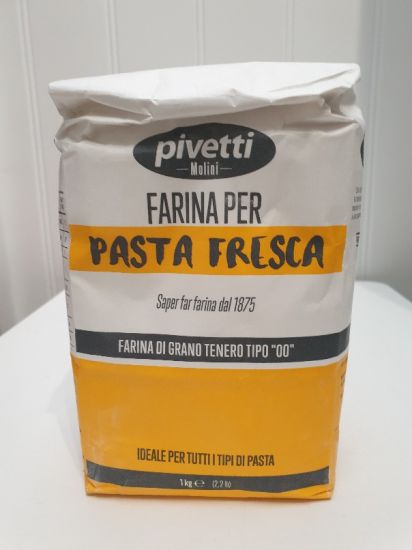 pivetti
Molini
FARINA PER
PASTA FRESCA
Saper far farina dal 1875
FARINA DI GRANO TENERO TIPO "00"
IDEALE PER TUTTI I TIPI DI PASTA
1 kg ℮ (2,2 lb)